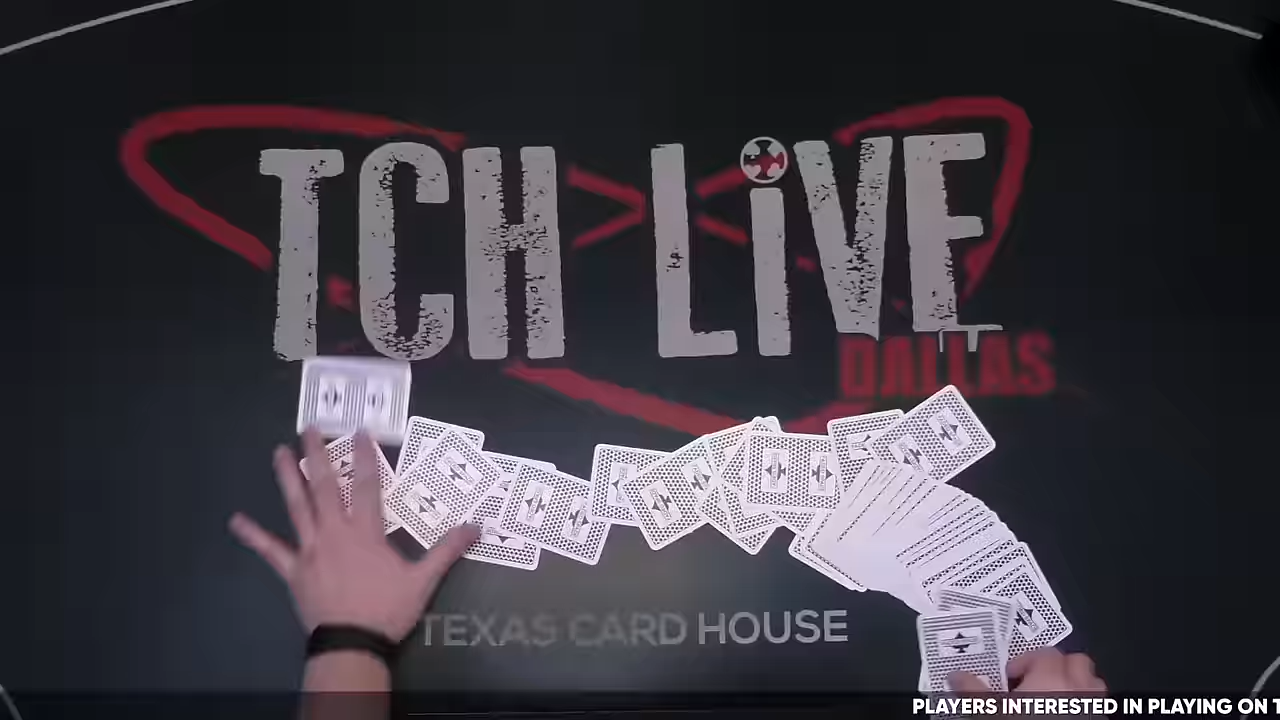 TCH LiVE
DALLAS
TEXAS CARD HOUSE
PLAYERS INTERESTED IN PLAYING ON